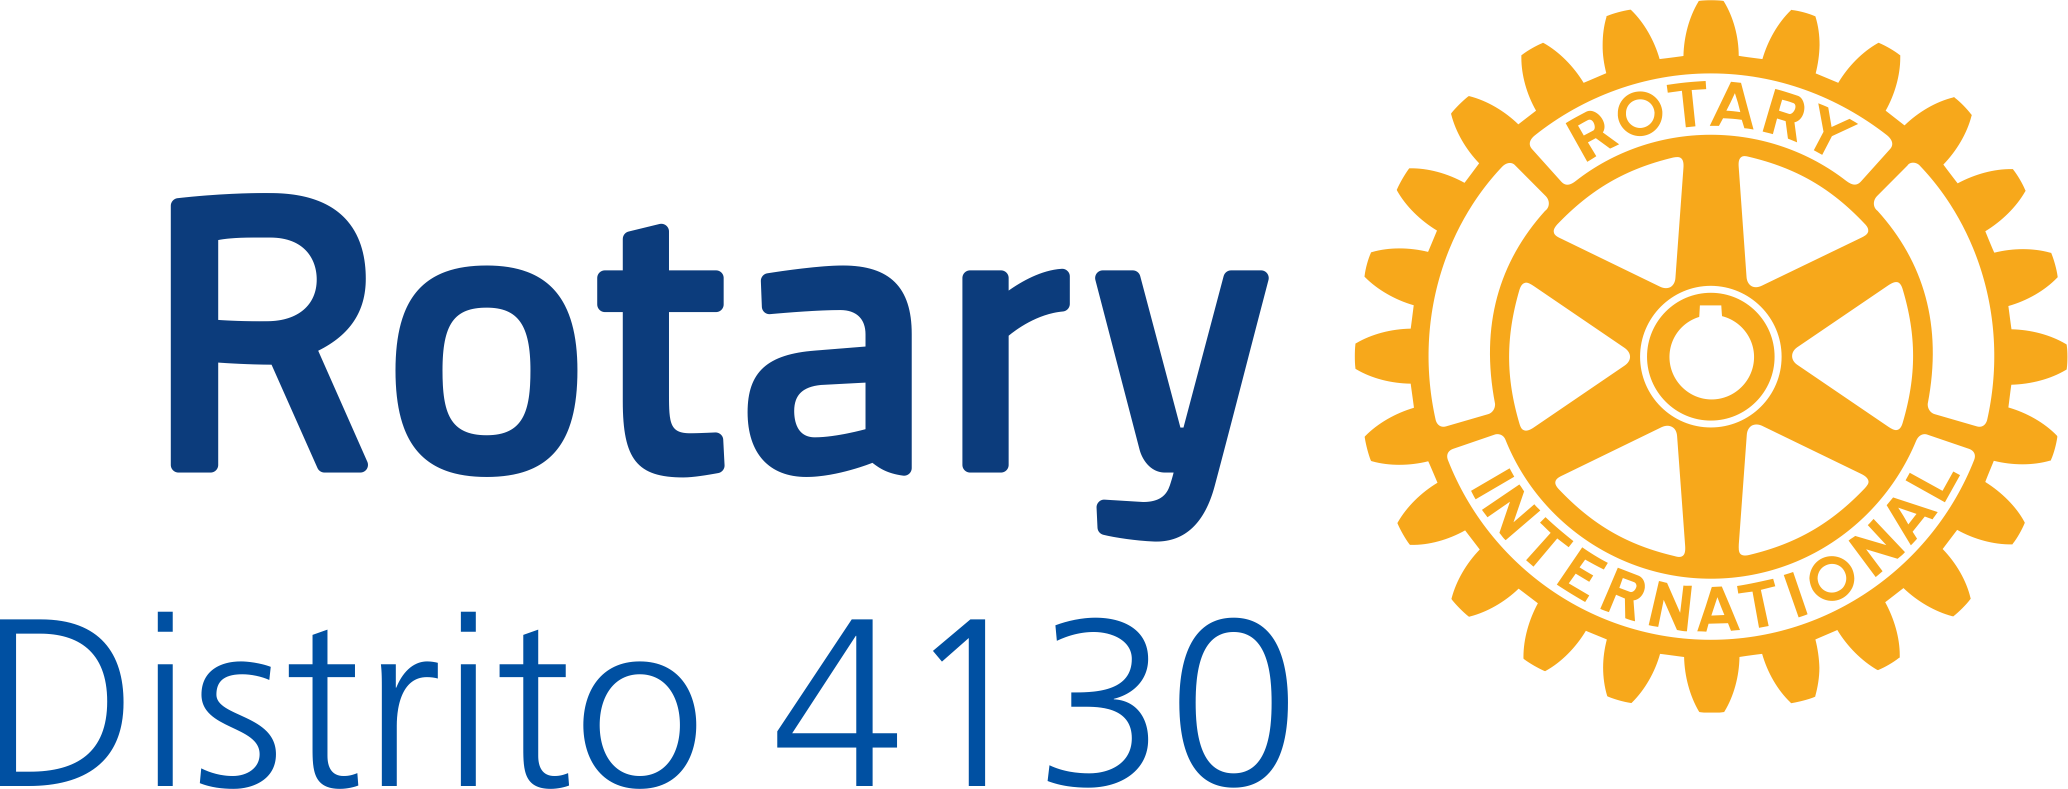 Rotary
Distrito 4130
ROTARY
INTERNATIONAL